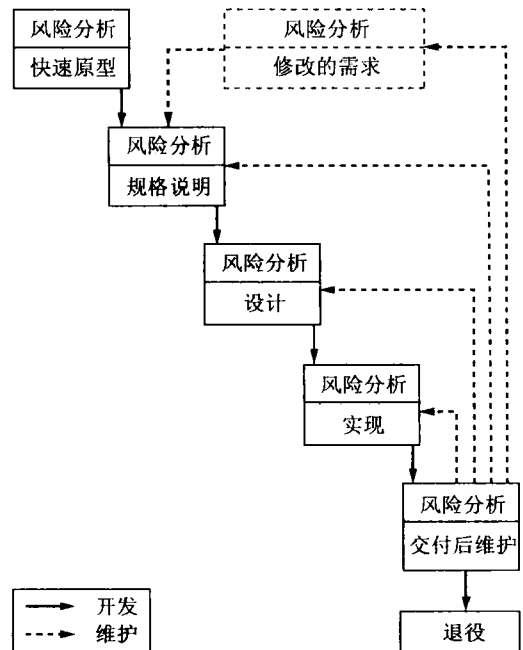 风险分析
快速原型
风险分析
修改的需求
风险分析
规格说明
风险分析
设计
风险分析
实现
风险分析
交付后维护
退役
开发
维护